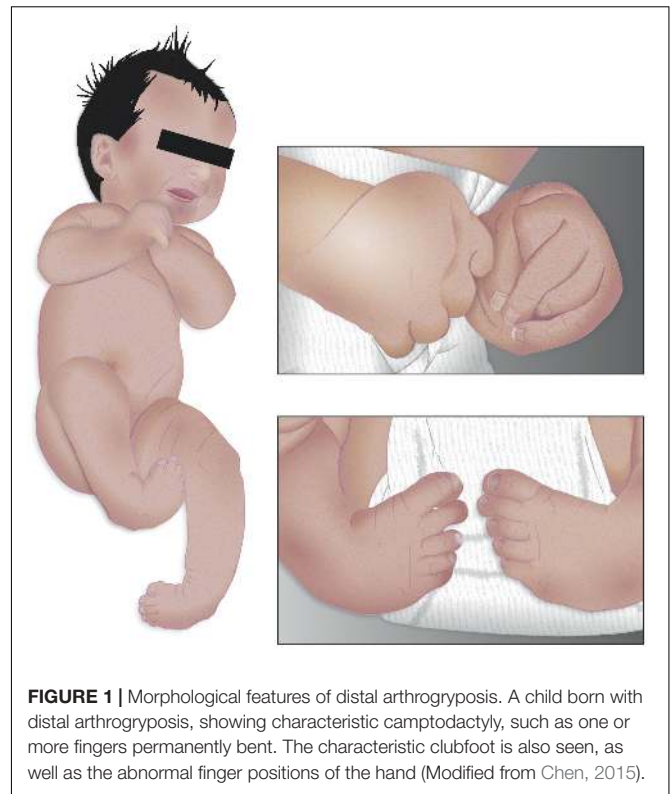 FIGURE 1 | Morphological features of distal arthrogryposis. A child born with
distal arthrogryposis, showing characteristic camptodactyly, such as one or
more fingers permanently bent. The characteristic clubfoot is also seen, as
well as the abnormal finger positions of the hand (Modified from Chen, 2015).